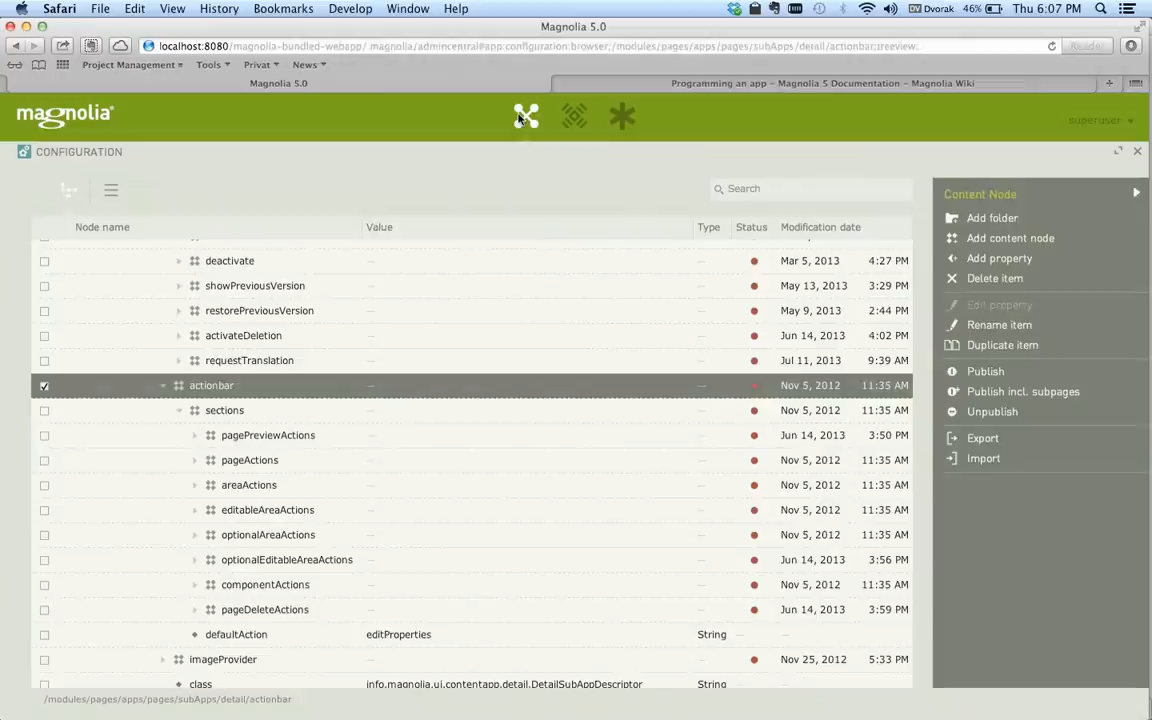 Safari File Edit View History Bookmarks Develop Window Help DV Dvorak 46% Thu 6:07 PM
Magnolia 5.0
localhost:8080/magnolia-bundled-webapp/.magnolia/admincentral#app:configuration:browser;/modules/pages/apps/pages/subApps/detail/actionbar:treeview: Reader
Project Management Tools Privat News
Magnolia 5.0 Programming an app – Magnolia 5 Documentation – Magnolia Wiki
magnolia superuser
CONFIGURATION
Search
Node name Value Type Status Modification date
deactivate Mar 5, 2013 4:27 PM
showPreviousVersion May 13, 2013 3:29 PM
restorePreviousVersion May 9, 2013 2:44 PM
activateDeletion Jun 14, 2013 4:02 PM
requestTranslation Jul 11, 2013 9:39 AM
actionbar Nov 5, 2012 11:35 AM
sections Nov 5, 2012 11:35 AM
pagePreviewActions Jun 14, 2013 3:50 PM
pageActions Nov 5, 2012 11:35 AM
areaActions Nov 5, 2012 11:35 AM
editableAreaActions Nov 5, 2012 11:35 AM
optionalAreaActions Nov 5, 2012 11:35 AM
optionalEditableAreaActions Jun 14, 2013 3:56 PM
componentActions Nov 5, 2012 11:35 AM
pageDeleteActions Jun 14, 2013 3:59 PM
defaultAction editProperties String
imageProvider Nov 25, 2012 5:33 PM
class info.magnolia.ui.contentapp.detail.DetailSubAppDescriptor String
/modules/pages/apps/pages/subApps/detail/actionbar
Content Node
Add folder
Add content node
Add property
Delete item
Edit property
Rename item
Duplicate item
Publish
Publish incl. subpages
Unpublish
Export
Import